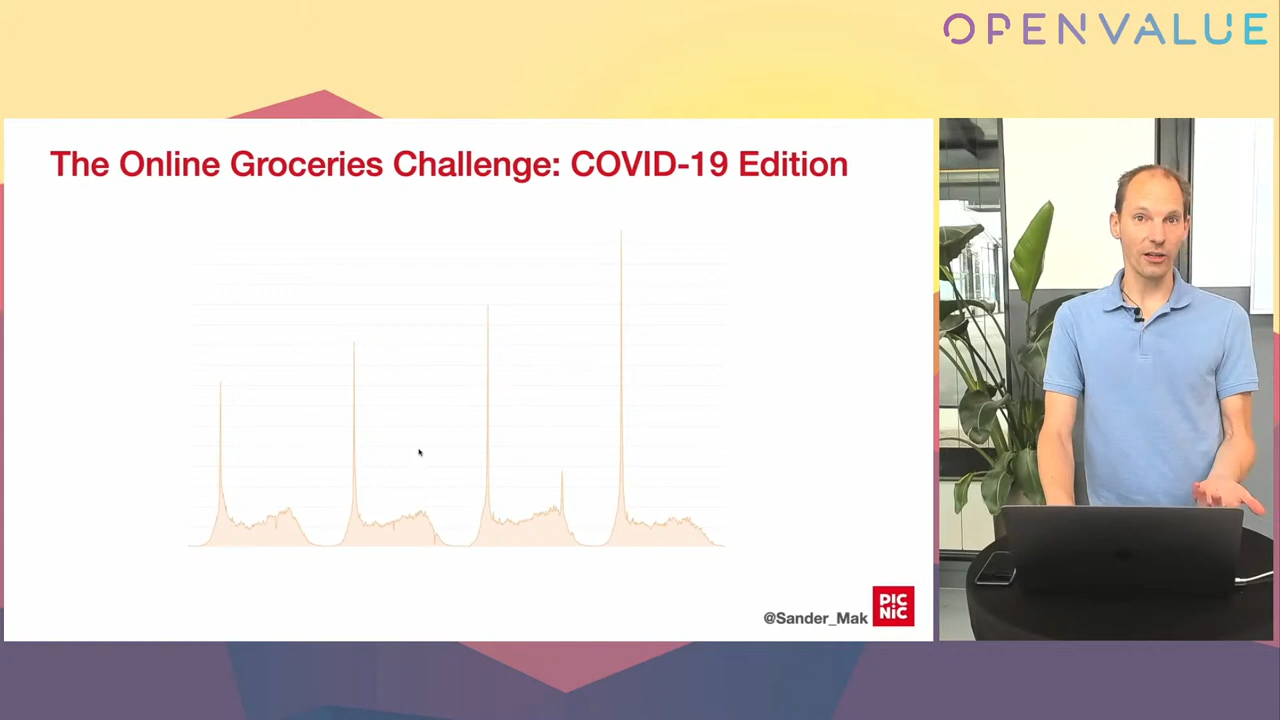 OPENVALUE
The Online Groceries Challenge: COVID-19 Edition
@Sander_Mak
PIC
NiC